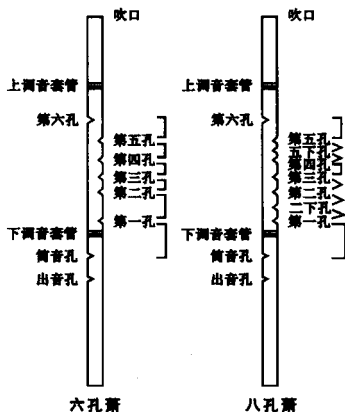 吹口
上调音套管
第六孔
第五孔
第四孔
第三孔
第二孔
第一孔
下调音套管
筒音孔
出音孔
六孔萧
吹口
上调音套管
第六孔
第五孔
五下孔
第四孔
第三孔
第二孔
二下孔
第一孔
下调音套管
筒音孔
出音孔
八孔萧